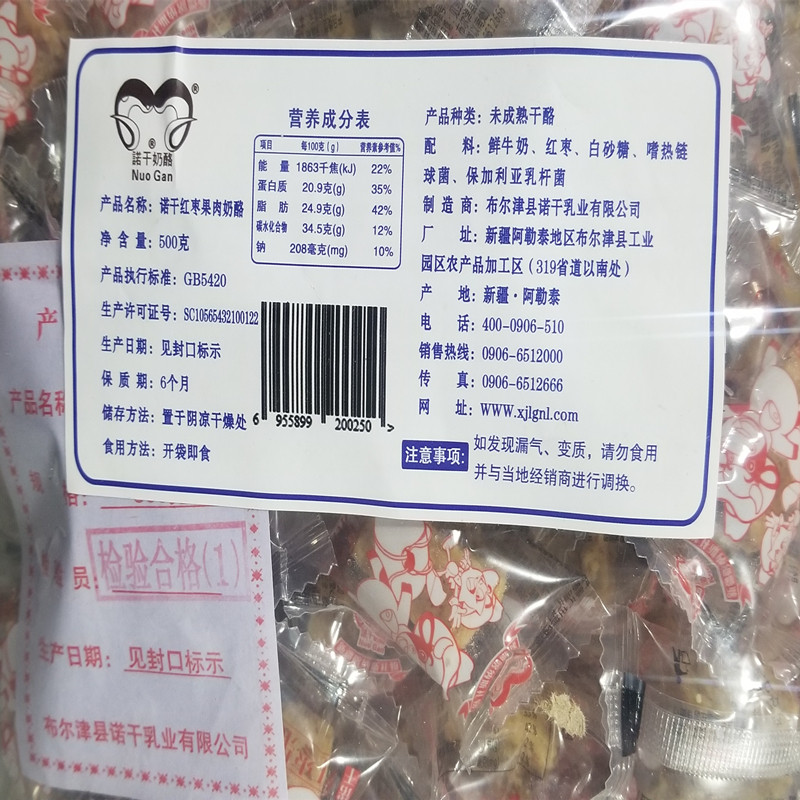 諾干奶酪
Nuo Gan
产品名称：诺干红枣果肉奶酪
净 含 量：500克
产品执行标准：GB5420
生产许可证号：SC10565432100122
生产日期：见封口标示
保 质 期：6个月
储存方法：置于阴凉干燥处
食用方法：开袋即食
营养成分表
项目 每100克(g) 营养素参考值%
能 量 1863千焦(kJ) 22%
蛋白质 20.9克(g) 35%
脂 肪 24.9克(g) 42%
碳水化合物 34.5克(g) 12%
钠 208毫克(mg) 10%
6 955899 200250 >
产品种类：未成熟干酪
配 料：鲜牛奶、红枣、白砂糖、嗜热链
球菌、保加利亚乳杆菌
制 造 商：布尔津县诺干乳业有限公司
厂 址：新疆阿勒泰地区布尔津县工业
园区农产品加工区（319省道以南处）
产 地：新疆·阿勒泰
电 话：400-0906-510
销售热线：0906-6512000
传 真：0906-6512666
网 址：WWW.xjlgnl.com
注意事项：
如发现漏气、变质，请勿食用
并与当地经销商进行调换。
产
产品名称
格：
员：检验合格(1)
生产日期：见封口标示
布尔津县诺干乳业有限公司